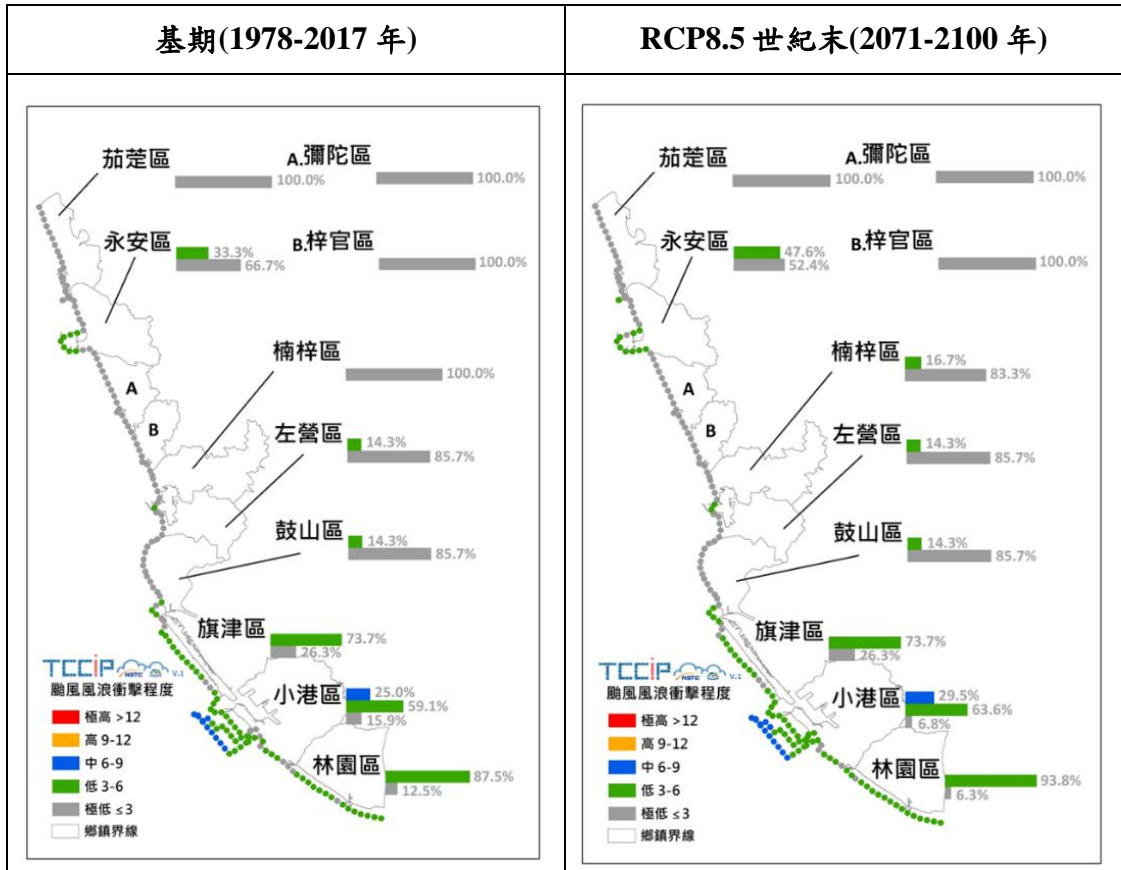 基期(1978-2017 年)
茄萣區
100.0%
A.彌陀區
100.0%
永安區
33.3%
66.7%
B.梓官區
100.0%
A
B
楠梓區
100.0%
左營區
14.3%
85.7%
鼓山區
14.3%
85.7%
旗津區
73.7%
26.3%
小港區
25.0%
59.1%
15.9%
林園區
87.5%
12.5%
TCCiP NSTC V.1
颱風風浪衝擊程度
極高 >12
高 9-12
中 6-9
低 3-6
極低 ≤3
鄉鎮界線
RCP8.5 世紀末(2071-2100 年)
茄萣區
100.0%
A.彌陀區
100.0%
永安區
47.6%
52.4%
B.梓官區
100.0%
A
B
楠梓區
16.7%
83.3%
左營區
14.3%
85.7%
鼓山區
14.3%
85.7%
旗津區
73.7%
26.3%
小港區
29.5%
63.6%
6.8%
林園區
93.8%
6.3%
TCCiP NSTC V.1
颱風風浪衝擊程度
極高 >12
高 9-12
中 6-9
低 3-6
極低 ≤3
鄉鎮界線